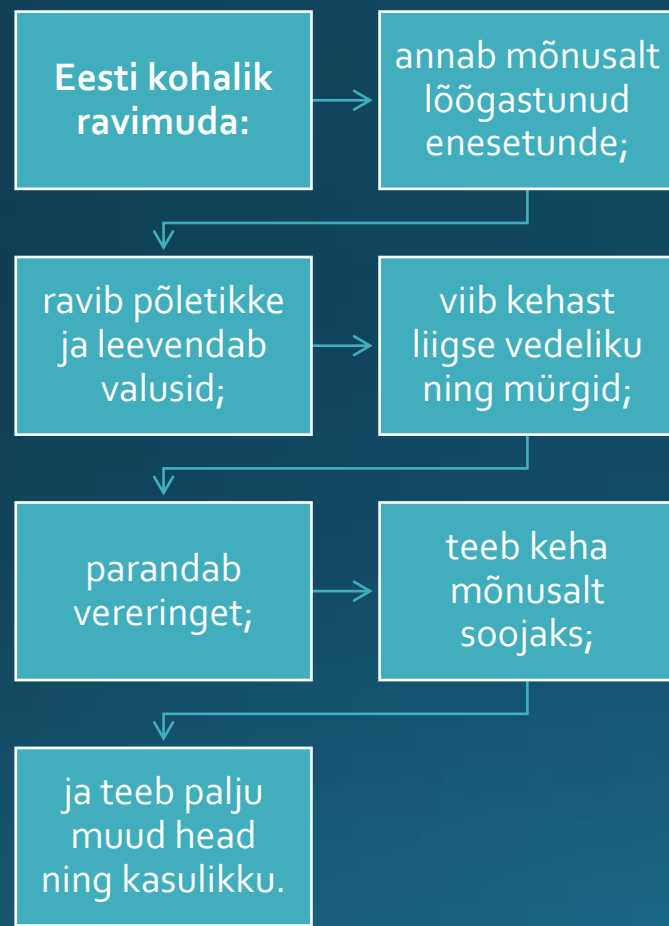 Eesti kohalik
ravimuda:
annab mõnusalt
lõõgastunud
enesetunde;
ravib põletikke
ja leevendab
valusid;
viib kehast
liigse vedeliku
ning mürgid;
parandab
vereringet;
teeb keha
mõnusalt
soojaks;
ja teeb palju
muud head
ning kasulikku.